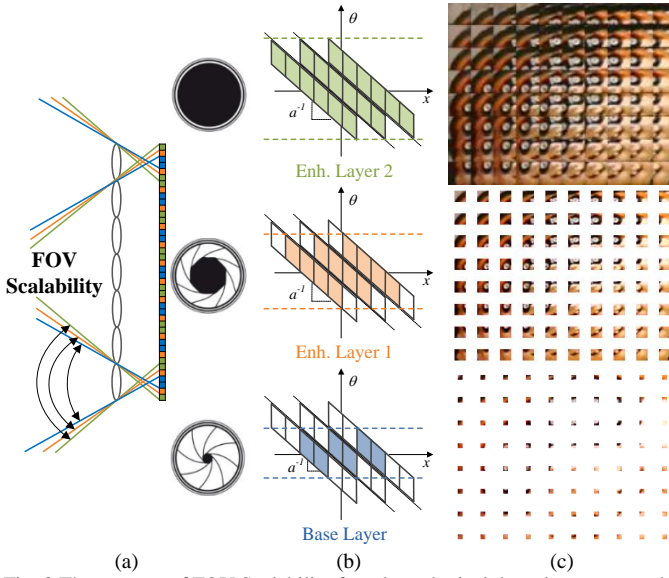 θ
x
a⁻¹
Enh. Layer 2
FOV
Scalability
θ
x
a⁻¹
Enh. Layer 1
θ
x
a⁻¹
Base Layer
(a) (b) (c)